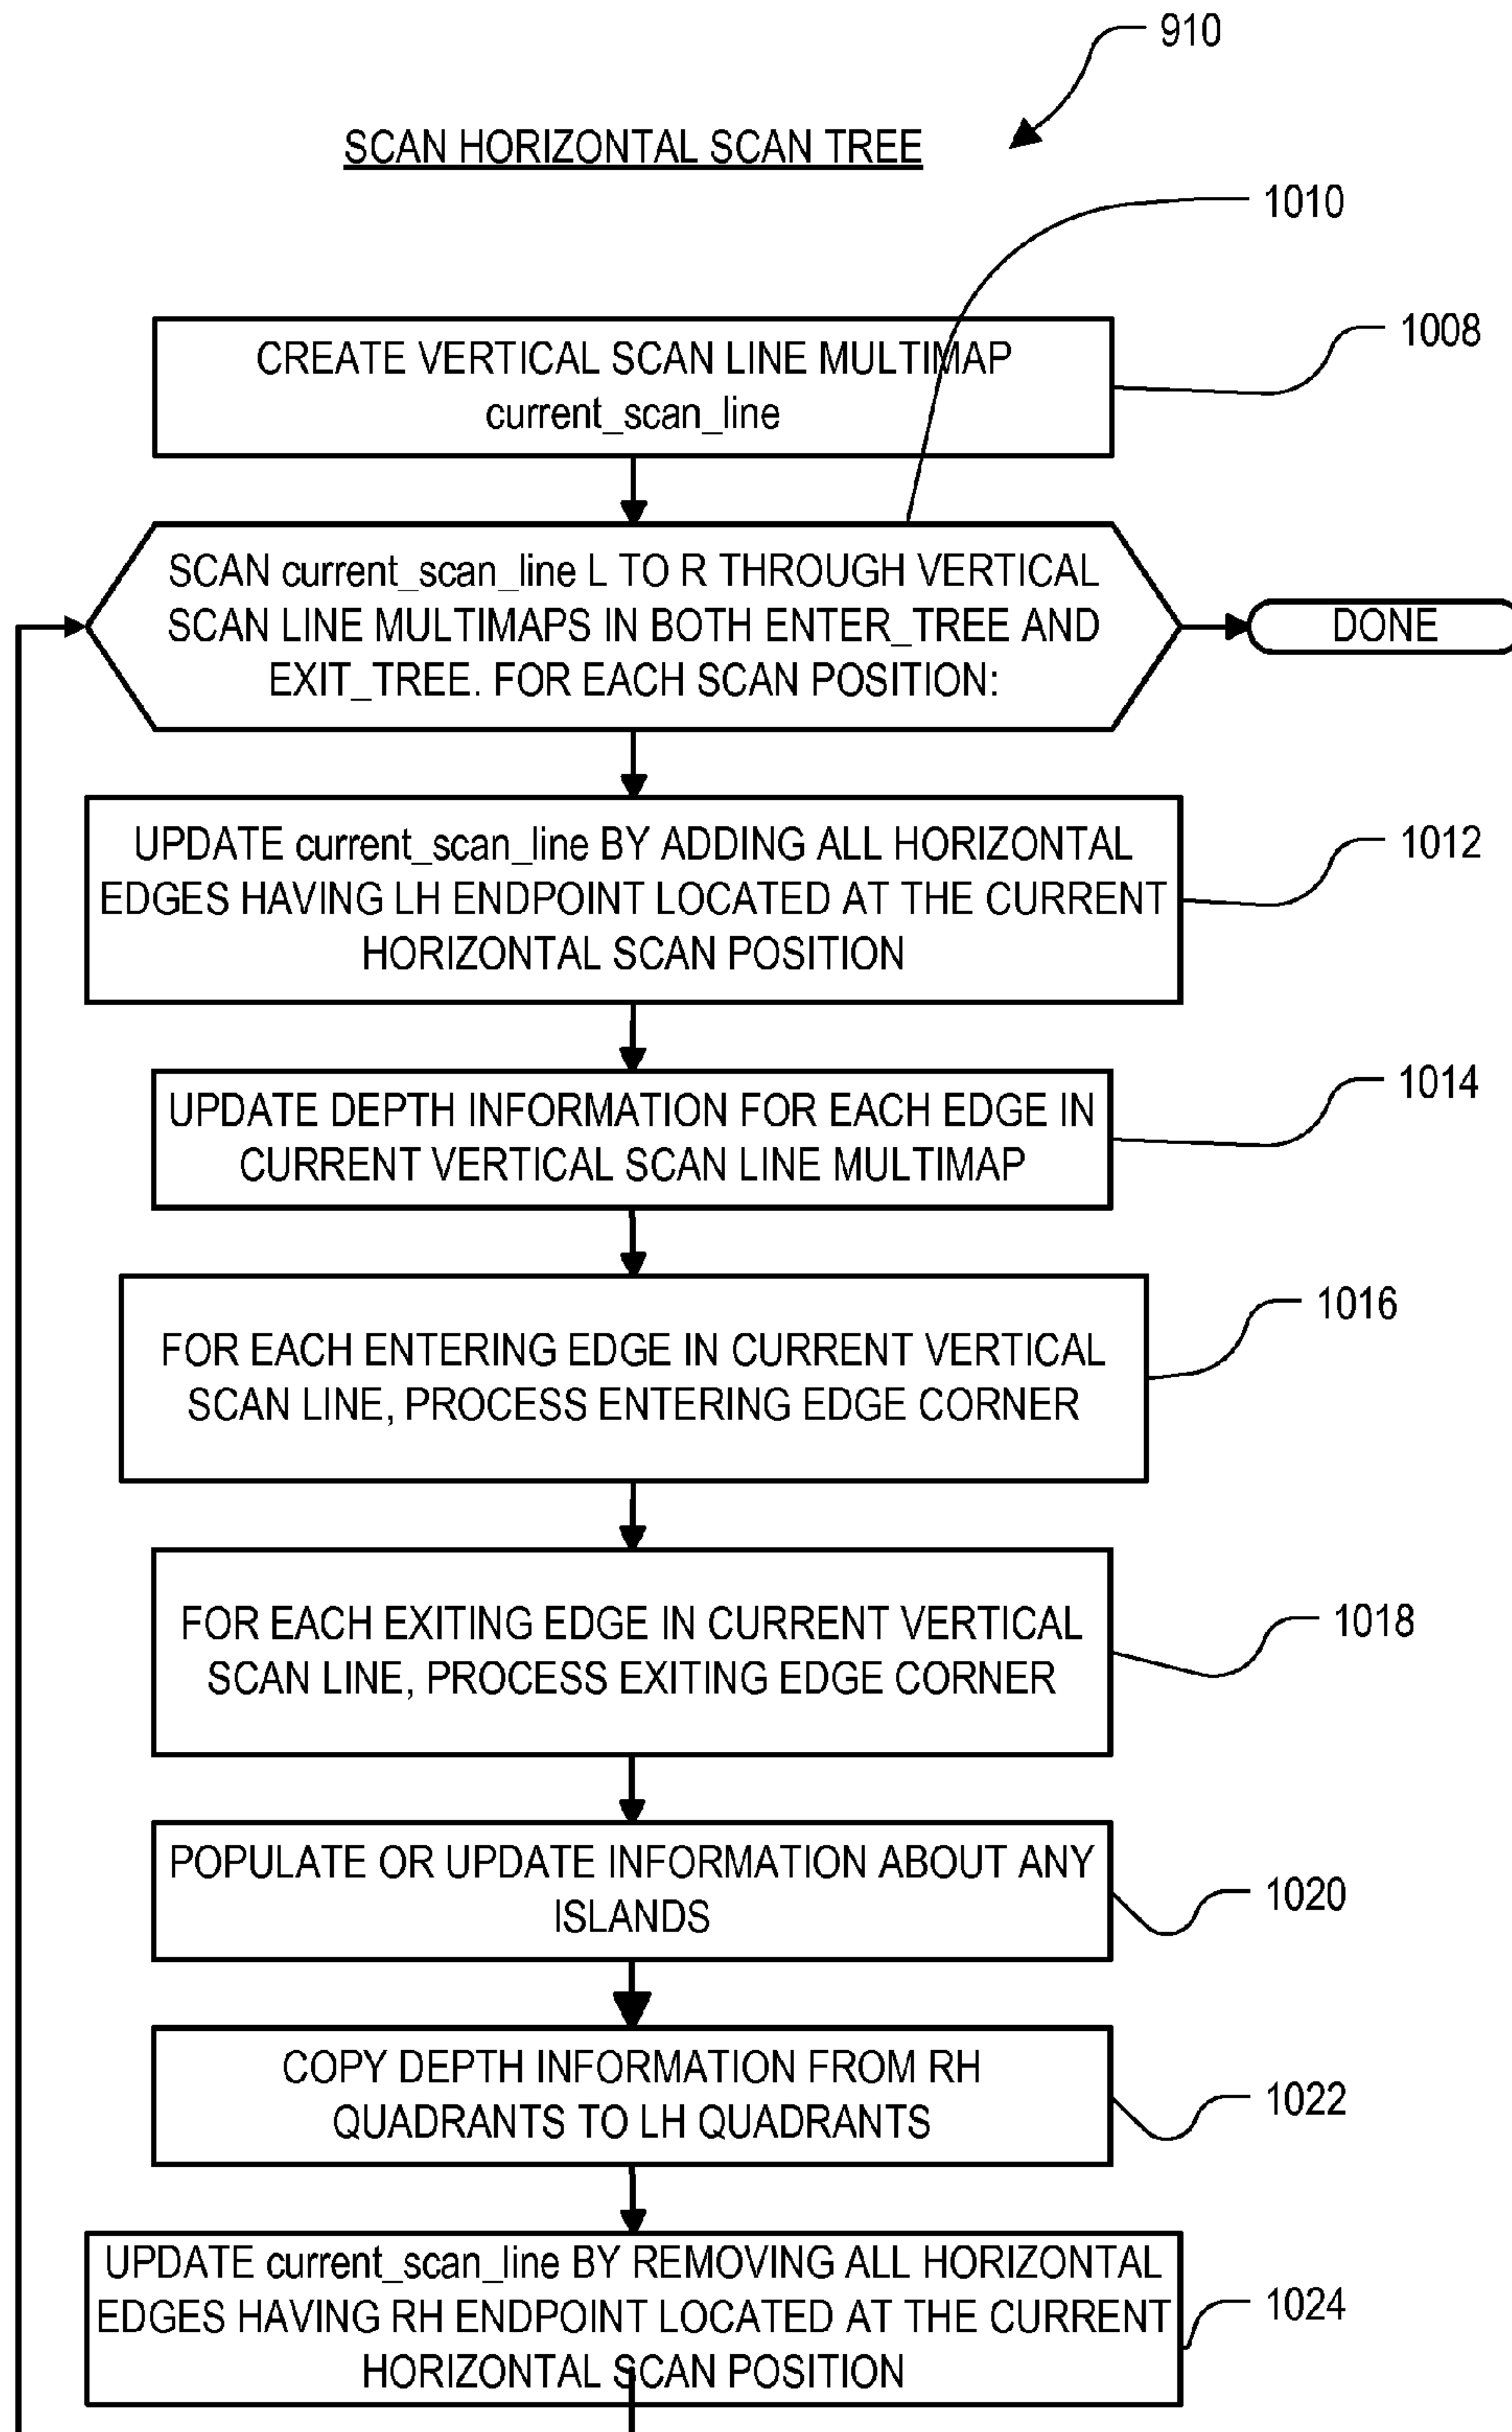 910
SCAN HORIZONTAL SCAN TREE
1010
1008
CREATE VERTICAL SCAN LINE MULTIMAP
current_scan_line
SCAN current_scan_line L TO R THROUGH VERTICAL
SCAN LINE MULTIMAPS IN BOTH ENTER_TREE AND
EXIT_TREE. FOR EACH SCAN POSITION:
DONE
UPDATE current_scan_line BY ADDING ALL HORIZONTAL
EDGES HAVING LH ENDPOINT LOCATED AT THE CURRENT
HORIZONTAL SCAN POSITION
1012
UPDATE DEPTH INFORMATION FOR EACH EDGE IN
CURRENT VERTICAL SCAN LINE MULTIMAP
1014
FOR EACH ENTERING EDGE IN CURRENT VERTICAL
SCAN LINE, PROCESS ENTERING EDGE CORNER
1016
FOR EACH EXITING EDGE IN CURRENT VERTICAL
SCAN LINE, PROCESS EXITING EDGE CORNER
1018
POPULATE OR UPDATE INFORMATION ABOUT ANY
ISLANDS
1020
COPY DEPTH INFORMATION FROM RH
QUADRANTS TO LH QUADRANTS
1022
UPDATE current_scan_line BY REMOVING ALL HORIZONTAL
EDGES HAVING RH ENDPOINT LOCATED AT THE CURRENT
HORIZONTAL SCAN POSITION
1024